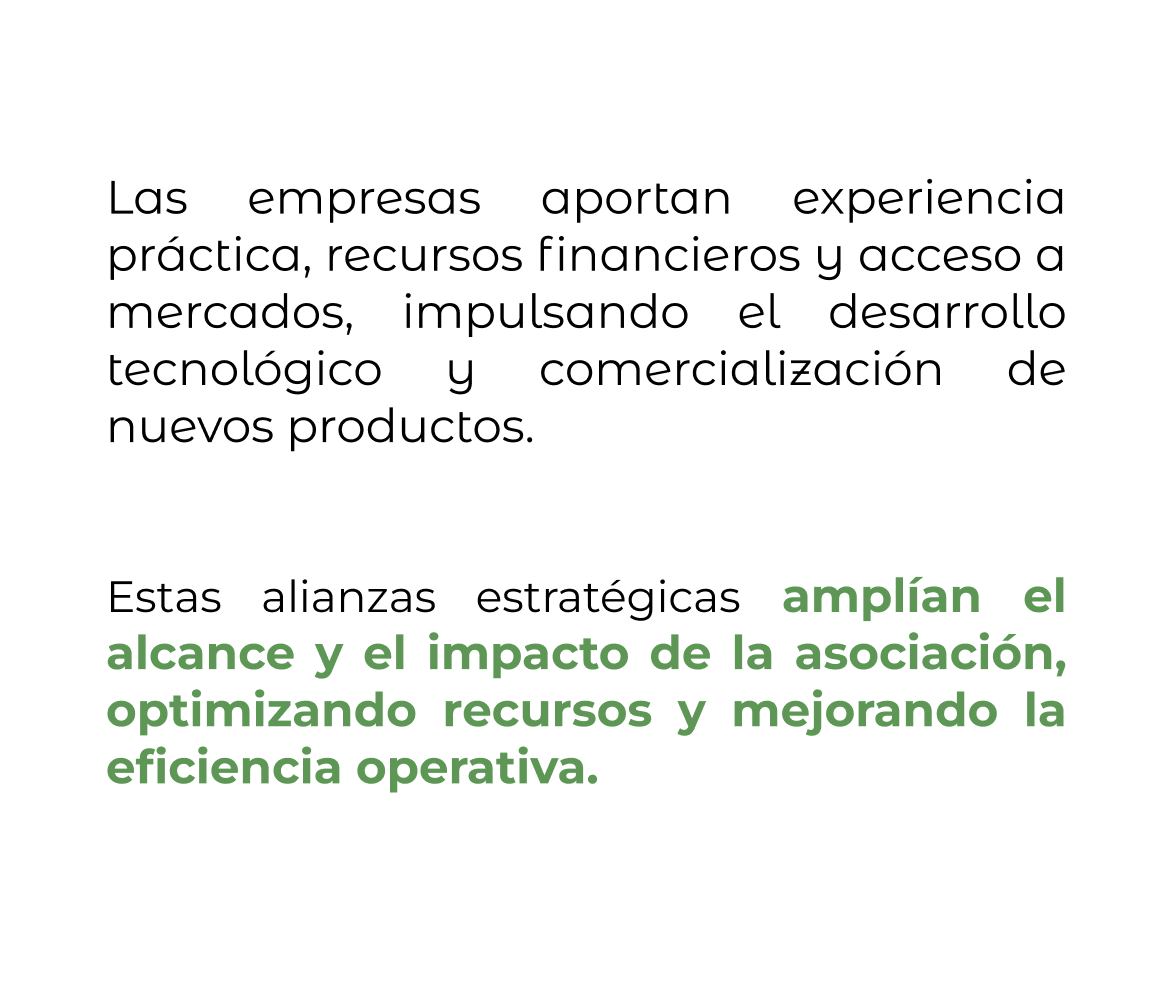 Las empresas aportan experiencia
práctica, recursos financieros y acceso a
mercados, impulsando el desarrollo
tecnológico y comercialización de
nuevos productos.
Estas alianzas estratégicas amplían el
alcance y el impacto de la asociación,
optimizando recursos y mejorando la
eficiencia operativa.